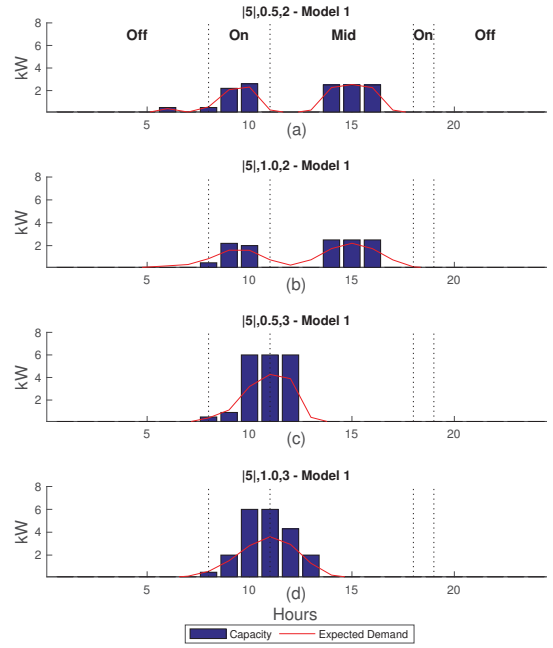 |5|,0.5,2 - Model 1
Off On Mid On Off
8
6
4
2
kW
5 10 15 20
(a)
|5|,1.0,2 - Model 1
8
6
4
2
kW
5 10 15 20
(b)
|5|,0.5,3 - Model 1
8
6
4
2
kW
5 10 15 20
(c)
|5|,1.0,3 - Model 1
8
6
4
2
kW
5 10 15 20
(d)
Hours
Capacity Expected Demand